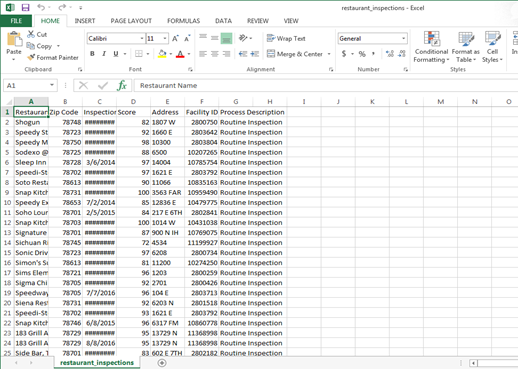 restaurant_inspections - Excel
FILE HOME INSERT PAGE LAYOUT FORMULAS DATA REVIEW VIEW
Cut
Copy
Format Painter
Paste
Clipboard
Calibri 11
B I U
Font
Wrap Text
Merge & Center
Alignment
General
$ % ,
Number
Conditional Formatting
Format as Table
Cell Styles
Styles
A1 fx Restaurant Name
A B C D E F G H I J K L M N O
1 Restauran Zip Code Inspection Score Address Facility ID Process Description
2 Shogun 78748 ######## 82 1807 W 2800750 Routine Inspection
3 Speedy St 78723 ######## 92 1660 E 2803642 Routine Inspection
4 Speedy M 78750 ######## 98 10300 2803804 Routine Inspection
5 Sodexo @ 78725 ######## 88 6500 10207265 Routine Inspection
6 Sleep Inn 78728 3/6/2014 97 14004 10785754 Routine Inspection
7 Speedi-St 78702 ######## 97 1621 E 2803792 Routine Inspection
8 Soto Rest 78613 ######## 90 11066 10835163 Routine Inspection
9 Snap Kitch 78731 ######## 100 3563 FAR 10959490 Routine Inspection
10 Speedy Ex 78653 7/2/2014 85 12836 E 10479775 Routine Inspection
11 Soho Lour 78701 2/5/2015 84 217 E 6TH 2802841 Routine Inspection
12 Snap Kitch 78703 ######## 100 1014 W 10431038 Routine Inspection
13 Signature 78701 ######## 87 900 N IH 10769075 Routine Inspection
14 Sichuan Ri 78745 ######## 72 4534 11199927 Routine Inspection
15 Sonic Driv 78723 ######## 97 6208 2800734 Routine Inspection
16 Simon's Su 78613 ######## 81 11200 10274250 Routine Inspection
17 Sims Elem 78721 ######## 96 1203 2800259 Routine Inspection
18 Sigma Chi 78705 ######## 92 2701 2800426 Routine Inspection
19 Speedway 78705 7/7/2016 96 104 E 2803713 Routine Inspection
20 Siena Rest 78731 ######## 92 6203 N 2801518 Routine Inspection
21 Speedi-St 78702 ######## 93 1621 E 2803792 Routine Inspection
22 Snap Kitch 78746 6/8/2015 96 6317 FM 10860778 Routine Inspection
23 183 Grill A 78729 ######## 95 13729 N 11368998 Routine Inspection
24 183 Grill A 78729 8/8/2016 95 13729 N 11368998 Routine Inspection
25 Side Bar, T 78701 ######## 83 602 E 7TH 2802182 Routine Inspection
restaurant_inspections